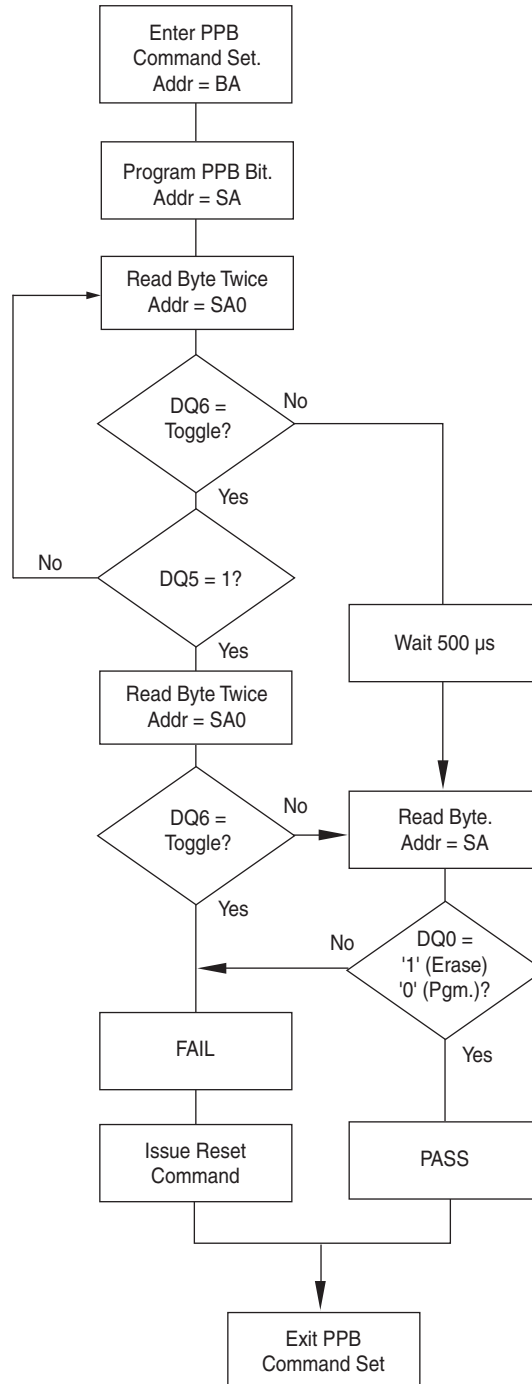 Enter PPB
Command Set.
Addr = BA
Program PPB Bit.
Addr = SA
Read Byte Twice
Addr = SA0
DQ6 =
Toggle?
No
Yes
No
DQ5 = 1?
Yes
Wait 500 µs
Read Byte Twice
Addr = SA0
DQ6 =
Toggle?
No
Yes
Read Byte.
Addr = SA
No
DQ0 =
'1' (Erase)
'0' (Pgm.)?
Yes
FAIL
Issue Reset
Command
PASS
Exit PPB
Command Set